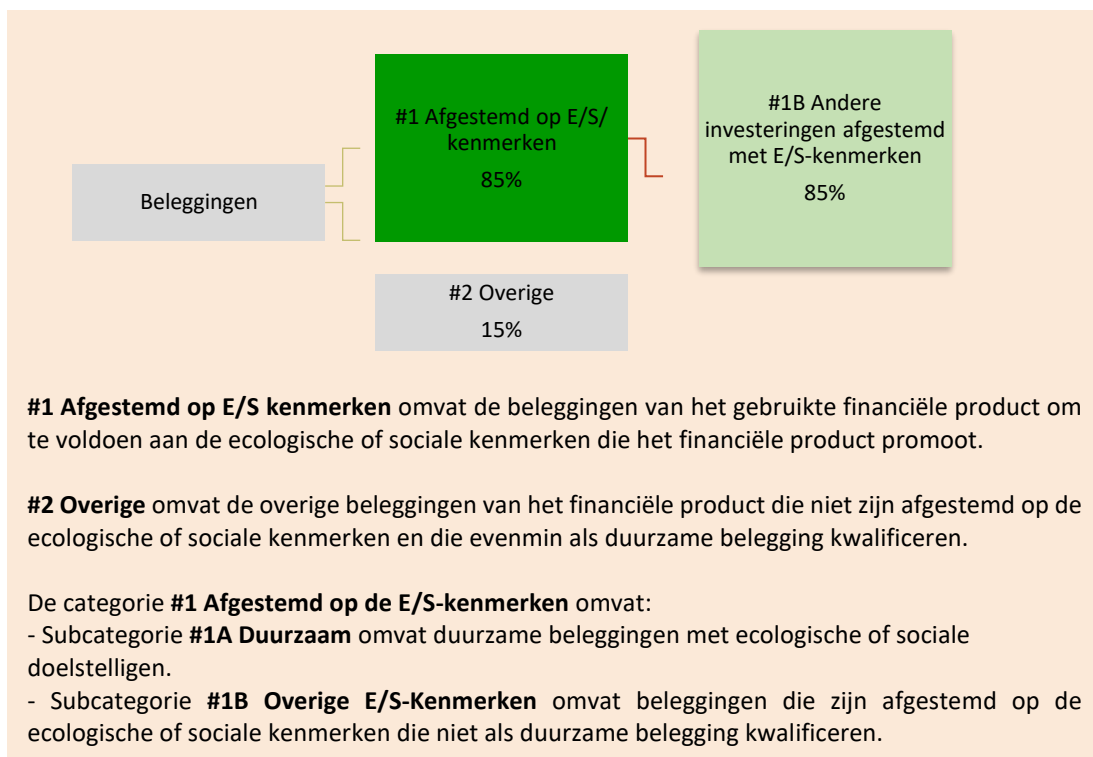 #1 Afgestemd op E/S/
kenmerken
85%
#1B Andere
investeringen afgestemd
met E/S-kenmerken
85%
Beleggingen
#2 Overige
15%
#1 Afgestemd op E/S kenmerken omvat de beleggingen van het gebruikte financiële product om
te voldoen aan de ecologische of sociale kenmerken die het financiële product promoot.
#2 Overige omvat de overige beleggingen van het financiële product die niet zijn afgestemd op de
ecologische of sociale kenmerken en die evenmin als duurzame belegging kwalificeren.
De categorie #1 Afgestemd op de E/S-kenmerken omvat:
- Subcategorie #1A Duurzaam omvat duurzame beleggingen met ecologische of sociale
doelstelligen.
- Subcategorie #1B Overige E/S-Kenmerken omvat beleggingen die zijn afgestemd op de
ecologische of sociale kenmerken die niet als duurzame belegging kwalificeren.